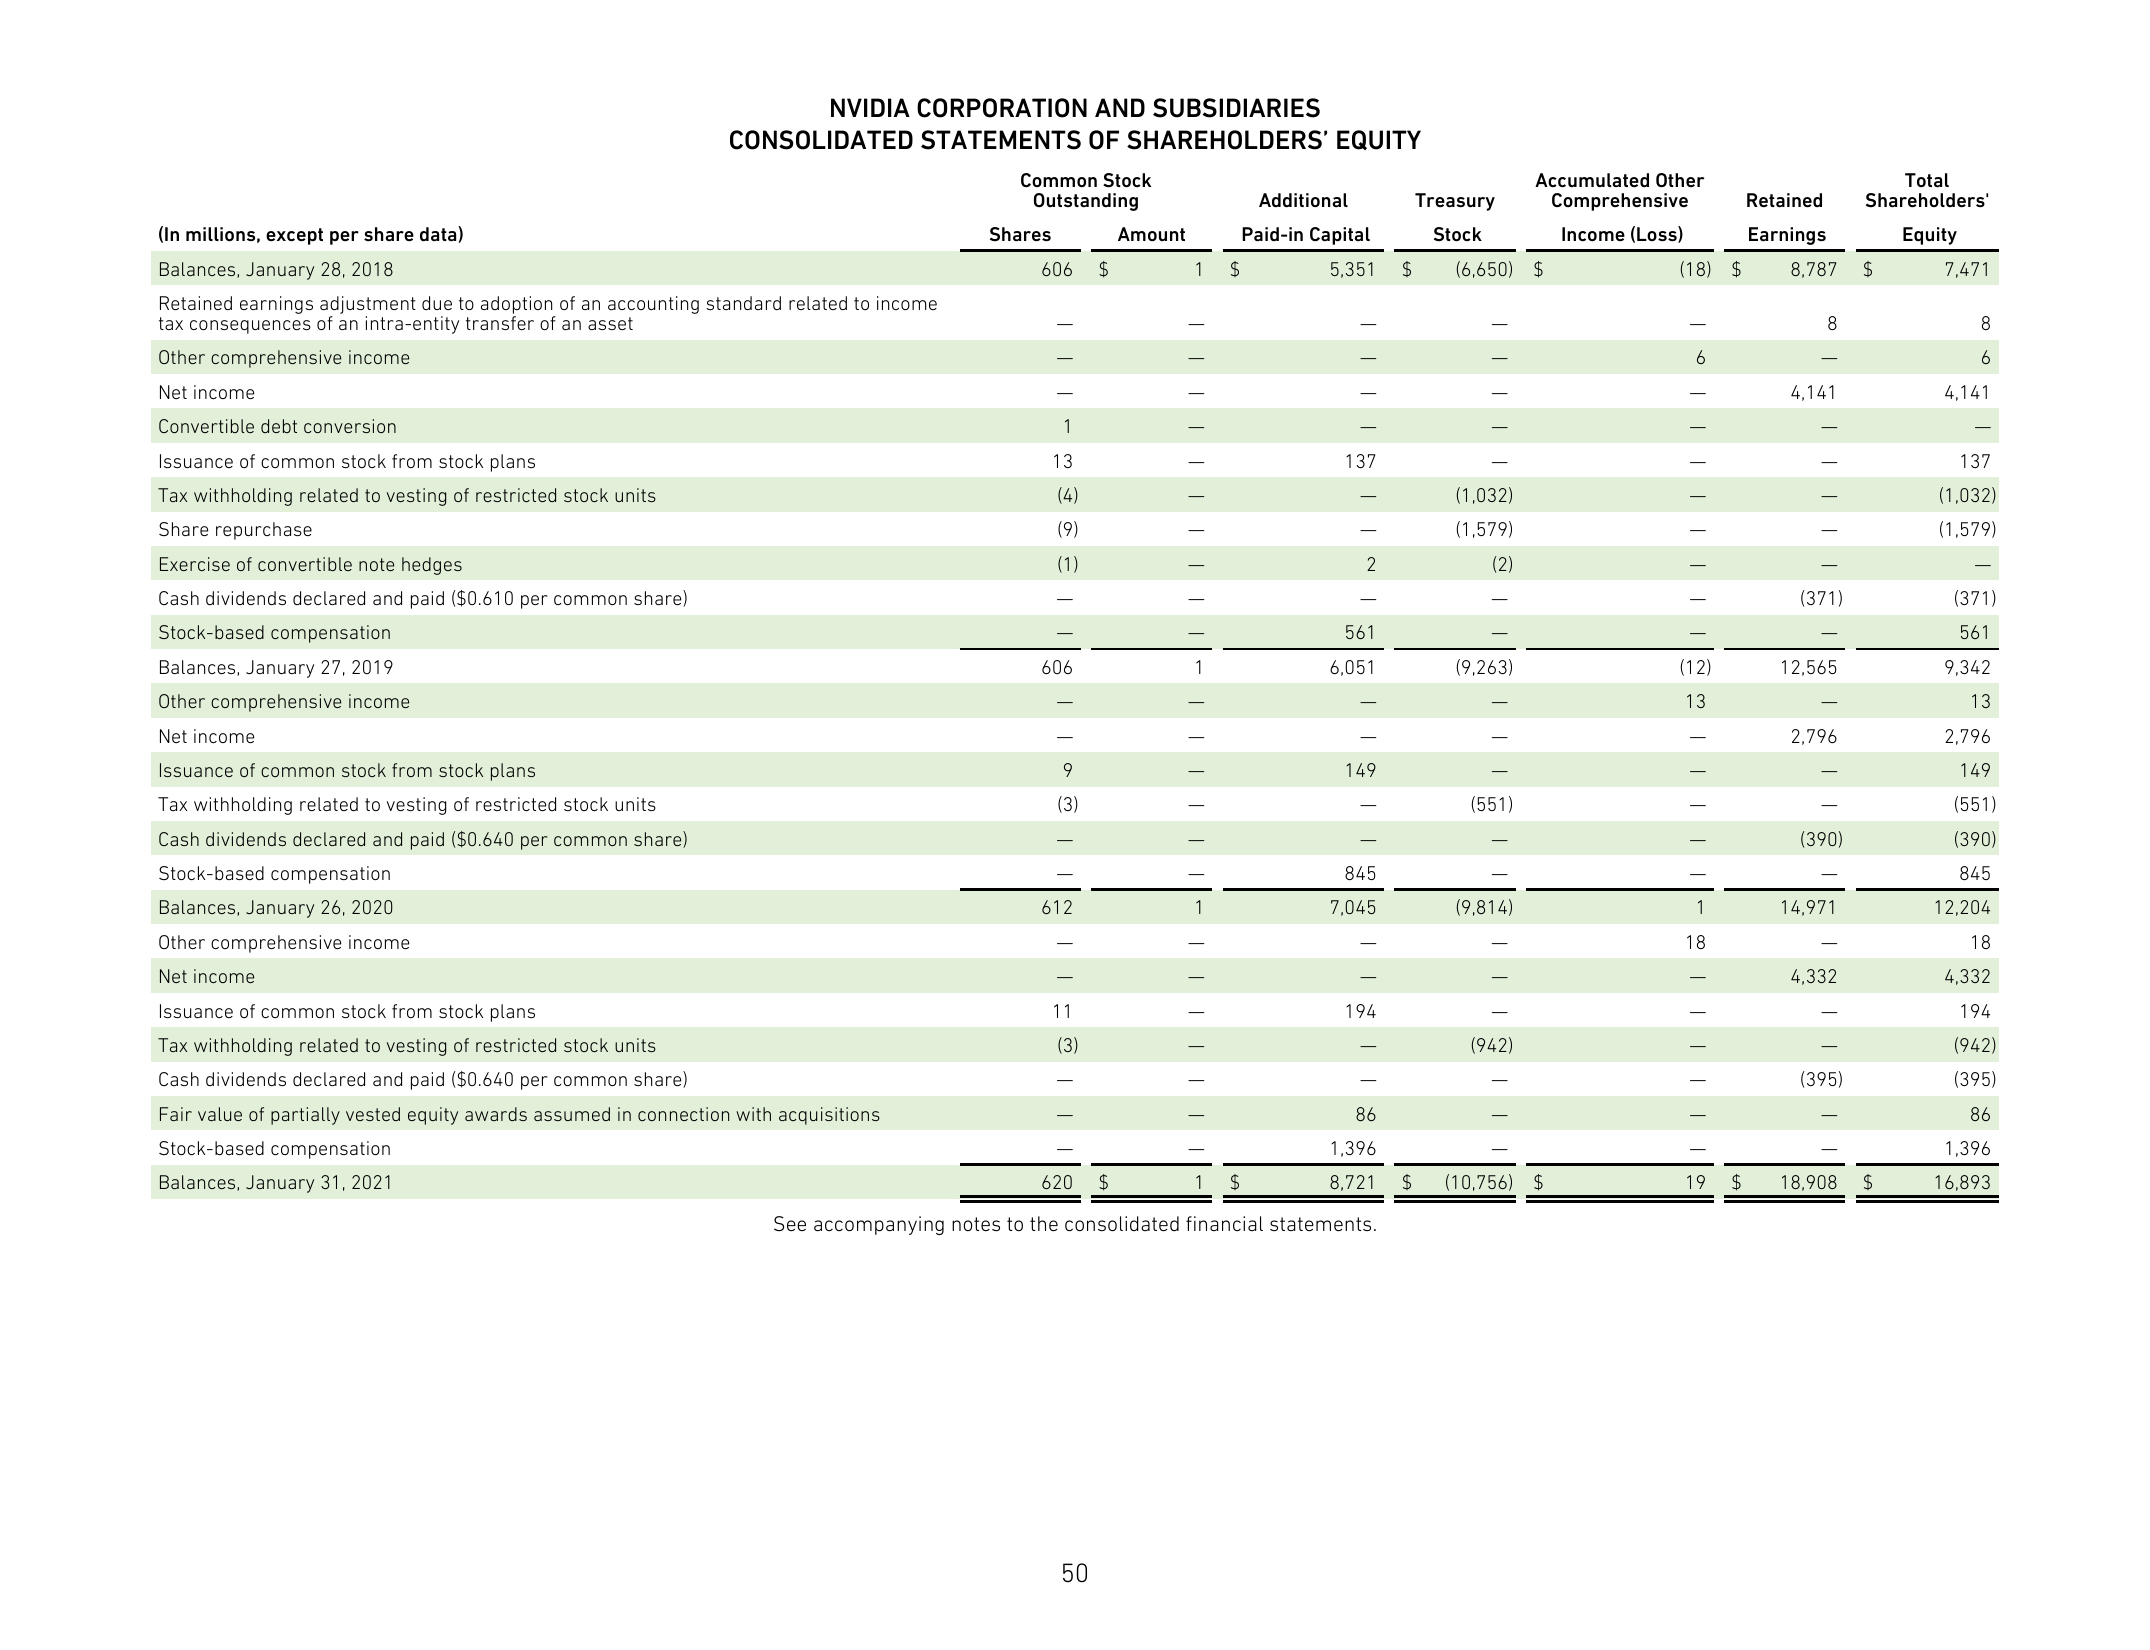 NVIDIA CORPORATION AND SUBSIDIARIES
CONSOLIDATED STATEMENTS OF SHAREHOLDERS’ EQUITY
Common Stock Outstanding Additional Treasury Accumulated Other Comprehensive Retained Total Shareholders'
(In millions, except per share data) Shares Amount Paid-in Capital Stock Income (Loss) Earnings Equity
Balances, January 28, 2018 606 $ 1 $ 5,351 $ (6,650) $ (18) $ 8,787 $ 7,471
Retained earnings adjustment due to adoption of an accounting standard related to income
tax consequences of an intra-entity transfer of an asset — — — — — 8 8
Other comprehensive income — — — — 6 — 6
Net income — — — — — 4,141 4,141
Convertible debt conversion 1 — — — — — —
Issuance of common stock from stock plans 13 — 137 — — — 137
Tax withholding related to vesting of restricted stock units (4) — — (1,032) — — (1,032)
Share repurchase (9) — — (1,579) — — (1,579)
Exercise of convertible note hedges (1) — 2 (2) — — —
Cash dividends declared and paid ($0.610 per common share) — — — — — (371) (371)
Stock-based compensation — — 561 — — — 561
Balances, January 27, 2019 606 1 6,051 (9,263) (12) 12,565 9,342
Other comprehensive income — — — — 13 — 13
Net income — — — — — 2,796 2,796
Issuance of common stock from stock plans 9 — 149 — — — 149
Tax withholding related to vesting of restricted stock units (3) — — (551) — — (551)
Cash dividends declared and paid ($0.640 per common share) — — — — — (390) (390)
Stock-based compensation — — 845 — — — 845
Balances, January 26, 2020 612 1 7,045 (9,814) 1 14,971 12,204
Other comprehensive income — — — — 18 — 18
Net income — — — — — 4,332 4,332
Issuance of common stock from stock plans 11 — 194 — — — 194
Tax withholding related to vesting of restricted stock units (3) — — (942) — — (942)
Cash dividends declared and paid ($0.640 per common share) — — — — — (395) (395)
Fair value of partially vested equity awards assumed in connection with acquisitions — — 86 — — — 86
Stock-based compensation — — 1,396 — — — 1,396
Balances, January 31, 2021 620 $ 1 $ 8,721 $ (10,756) $ 19 $ 18,908 $ 16,893
See accompanying notes to the consolidated financial statements.
50